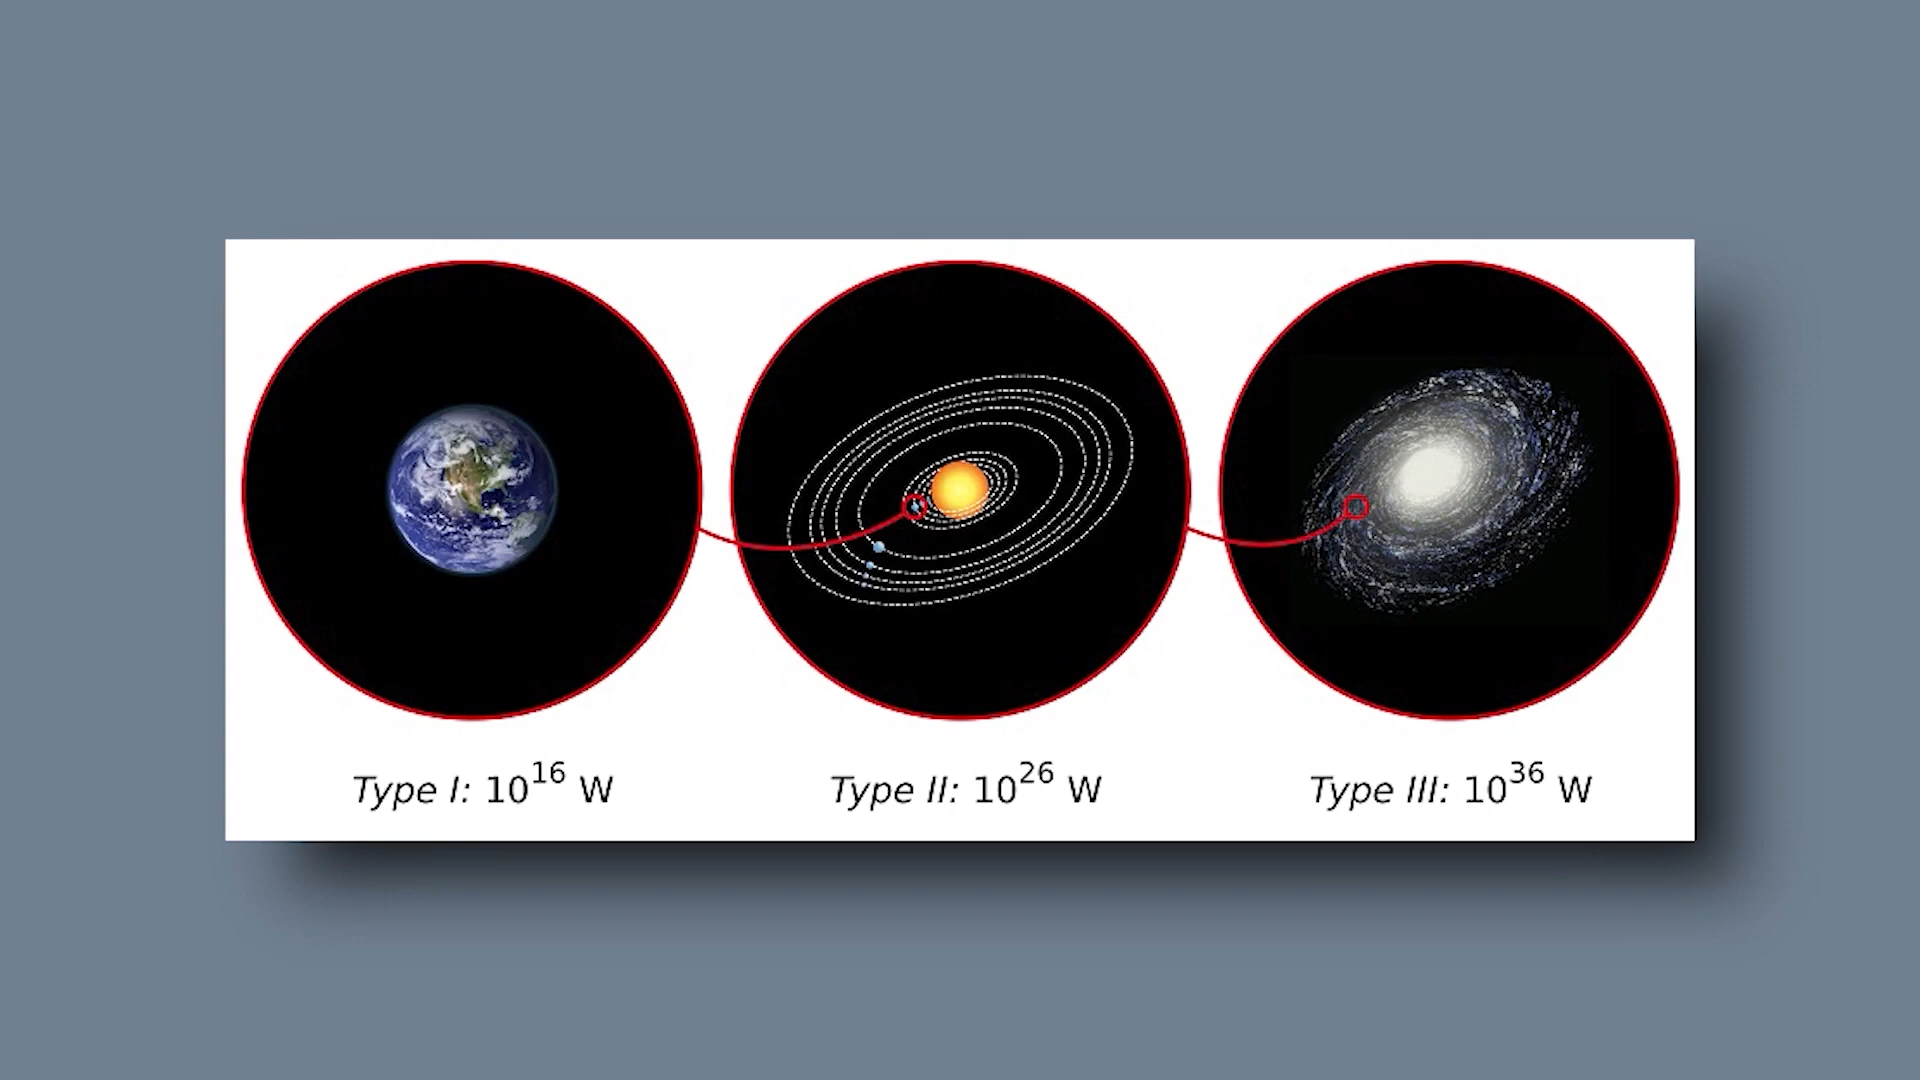 Type I: 10¹⁶ W
Type II: 10²⁶ W
Type III: 10³⁶ W